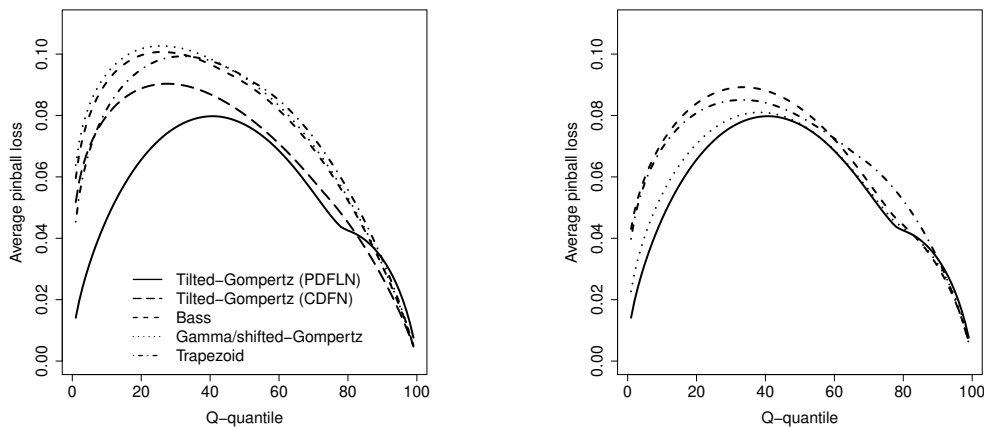 Average pinball loss
0.00 0.02 0.04 0.06 0.08 0.10
Tilted−Gompertz (PDFLN)
Tilted−Gompertz (CDFN)
Bass
Gamma/shifted−Gompertz
Trapezoid
0 20 40 60 80 100
Q−quantile
Average pinball loss
0.00 0.02 0.04 0.06 0.08 0.10
0 20 40 60 80 100
Q−quantile